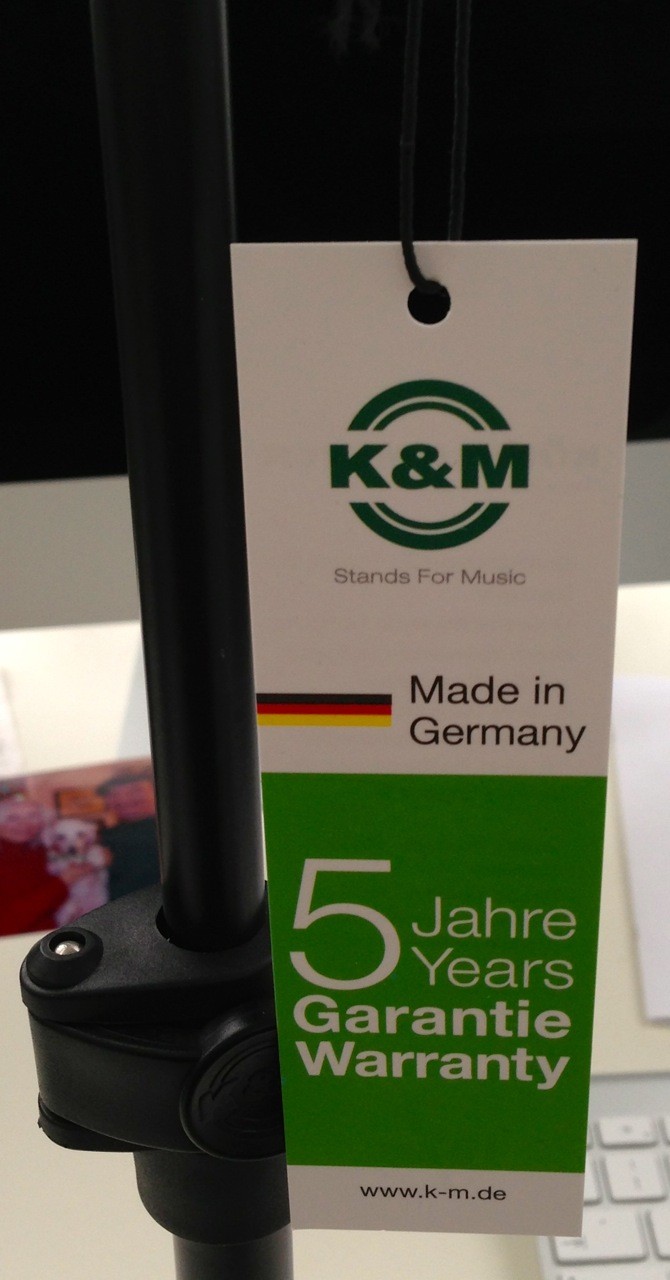 K&M
Stands For Music
Made in
Germany
5 Jahre
Years
Garantie
Warranty
www.k-m.de